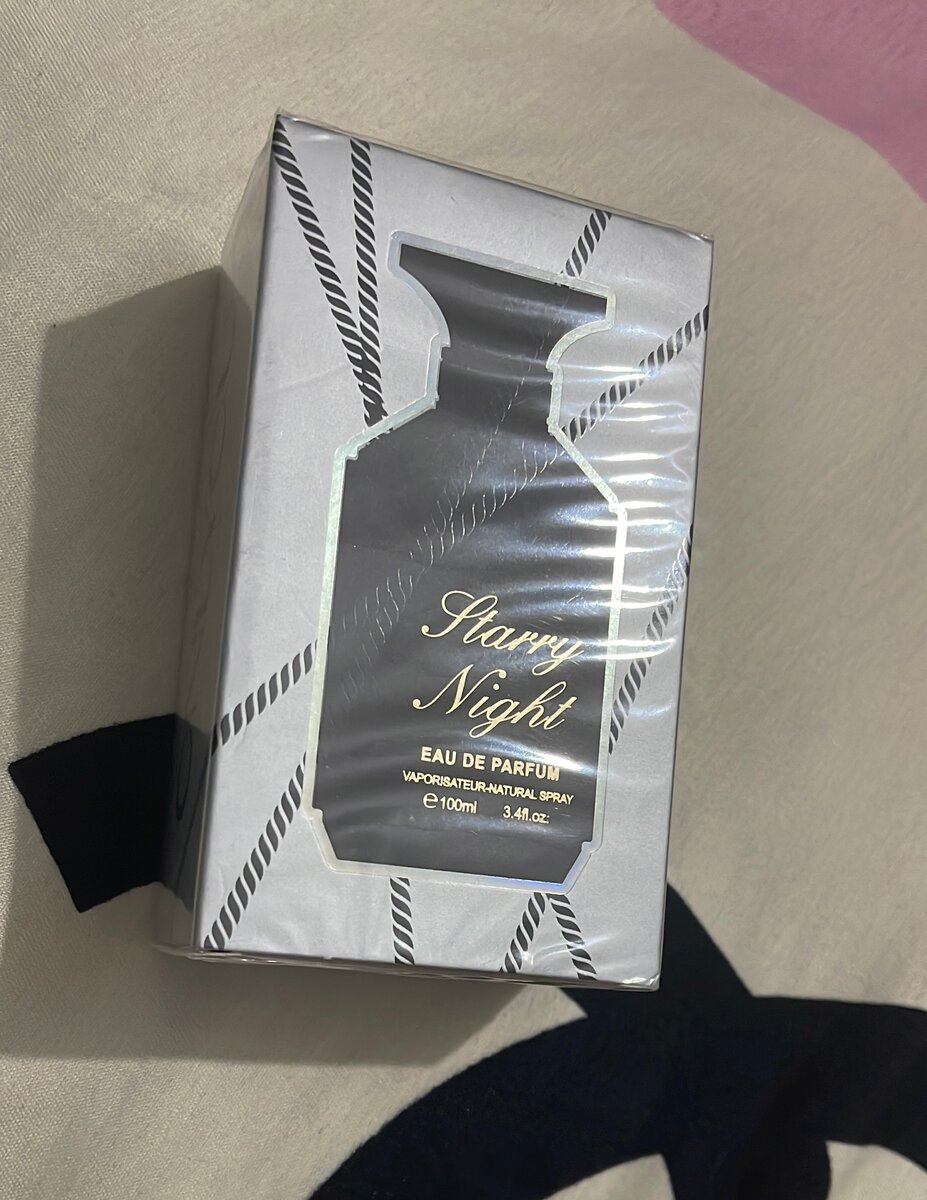 Starry
Night
EAU DE PARFUM
VAPORISATEUR-NATURAL SPRAY
℮100ml 3.4fl.oz.